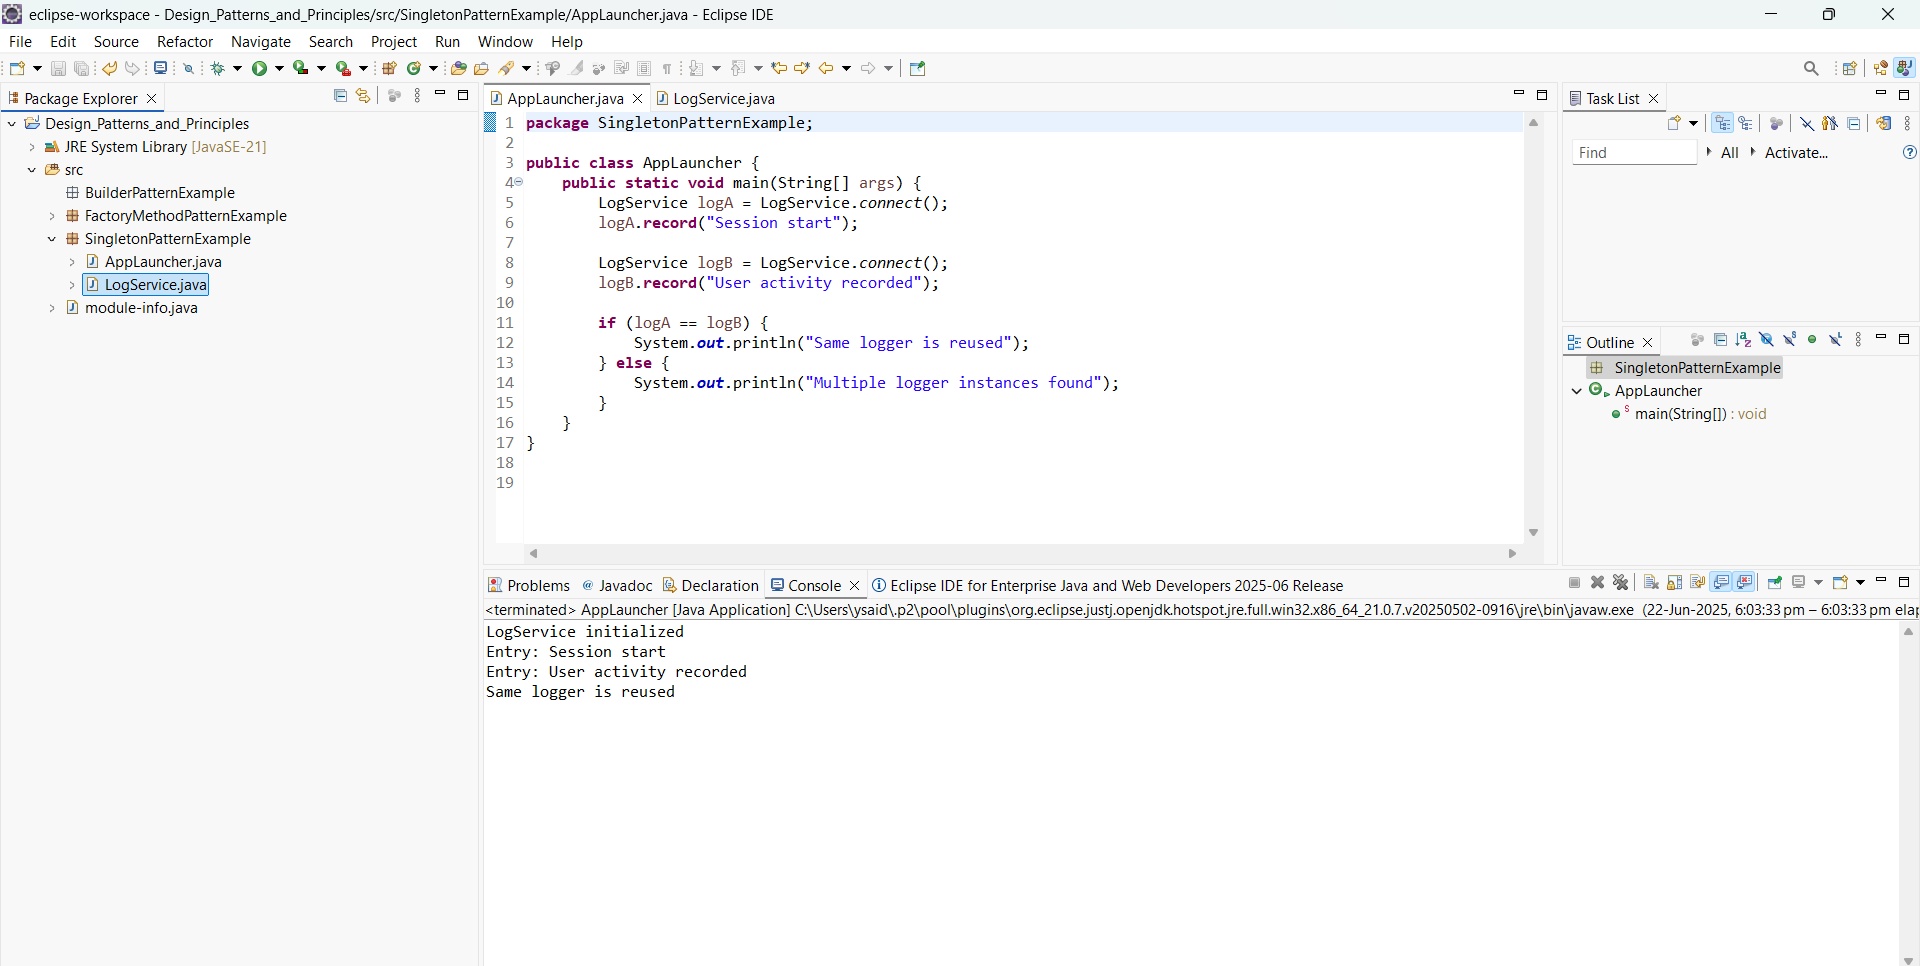 eclipse-workspace - Design_Patterns_and_Principles/src/SingletonPatternExample/AppLauncher.java - Eclipse IDE
File Edit Source Refactor Navigate Search Project Run Window Help
Package Explorer
Design_Patterns_and_Principles
JRE System Library [JavaSE-21]
src
BuilderPatternExample
FactoryMethodPatternExample
SingletonPatternExample
AppLauncher.java
LogService.java
module-info.java
AppLauncher.java LogService.java
1 package SingletonPatternExample;
2
3 public class AppLauncher {
4     public static void main(String[] args) {
5         LogService logA = LogService.connect();
6         logA.record("Session start");
7
8         LogService logB = LogService.connect();
9         logB.record("User activity recorded");
10
11         if (logA == logB) {
12             System.out.println("Same logger is reused");
13         } else {
14             System.out.println("Multiple logger instances found");
15         }
16     }
17 }
18
19
Task List
Find All Activate...
Outline
SingletonPatternExample
AppLauncher
main(String[]) : void
Problems @ Javadoc Declaration Console Eclipse IDE for Enterprise Java and Web Developers 2025-06 Release
<terminated> AppLauncher [Java Application] C:\Users\ysaid\.p2\pool\plugins\org.eclipse.justj.openjdk.hotspot.jre.full.win32.x86_64_21.0.7.v20250502-0916\jre\bin\javaw.exe (22-Jun-2025, 6:03:33 pm – 6:03:33 pm elap
LogService initialized
Entry: Session start
Entry: User activity recorded
Same logger is reused